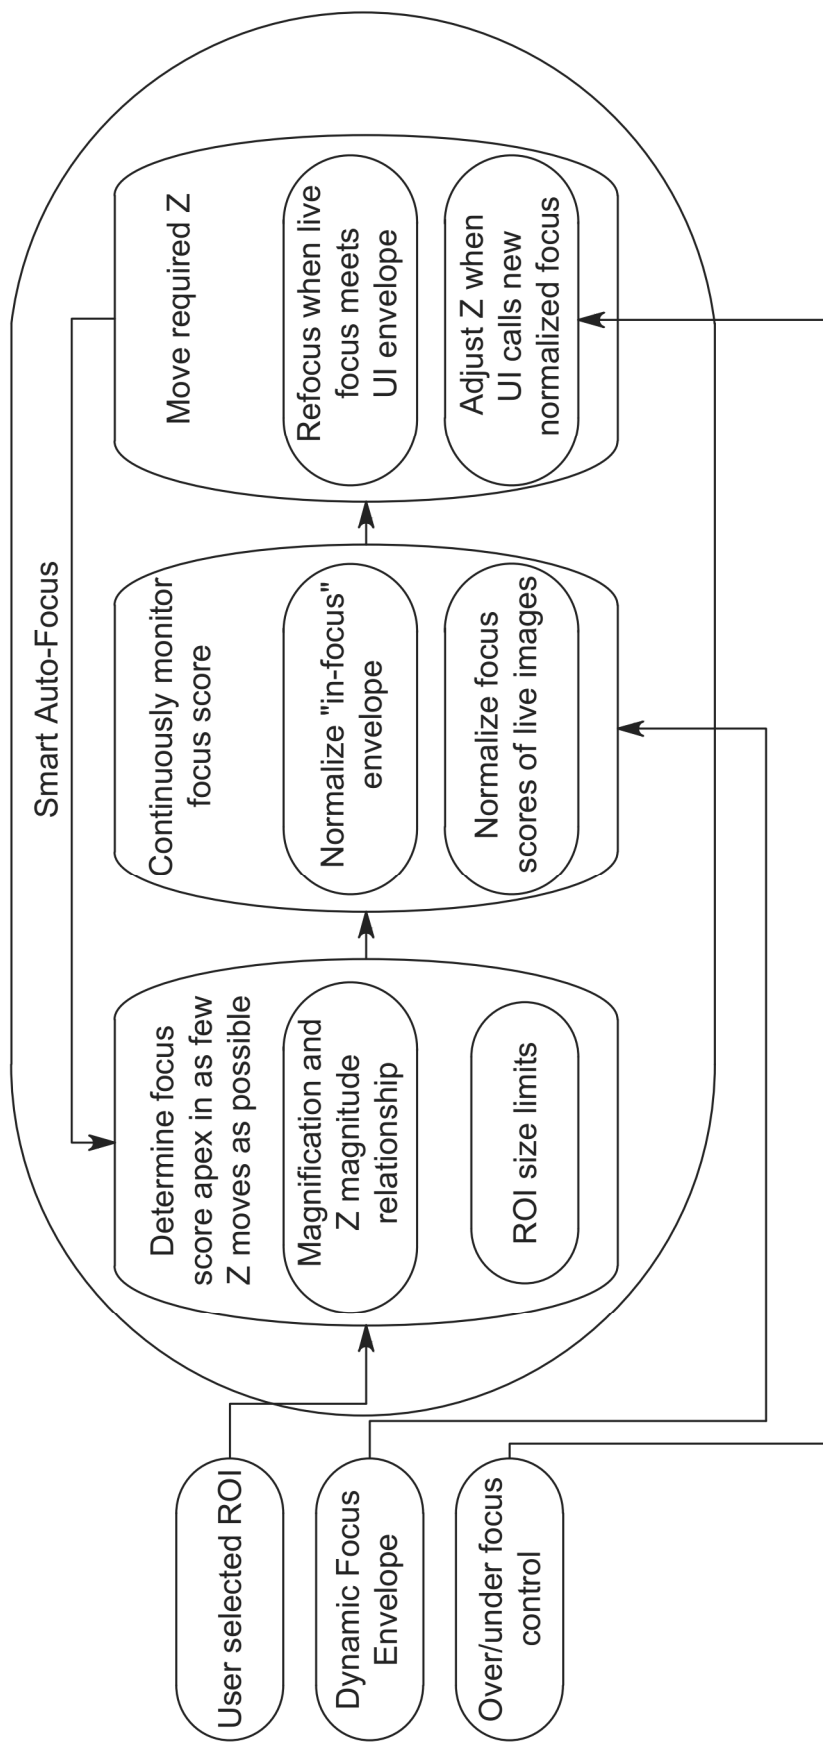 Smart Auto-Focus
User selected ROI
Dynamic Focus
Envelope
Over/under focus
control
Determine focus
score apex in as few
Z moves as possible
Magnification and
Z magnitude
relationship
ROI size limits
Continuously monitor
focus score
Normalize "in-focus"
envelope
Normalize focus
scores of live images
Move required Z
Refocus when live
focus meets
UI envelope
Adjust Z when
UI calls new
normalized focus